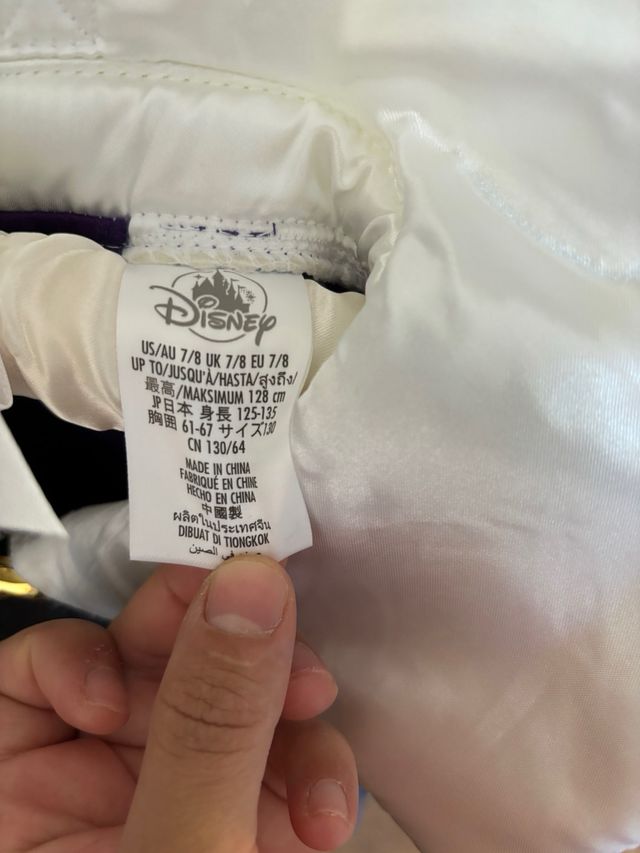 Disney
US/AU 7/8 UK 7/8 EU 7/8
UP TO/JUSQU'À/HASTA/สูงถึง/
最高/MAKSIMUM 128 cm
JP日本 身長 125-135
胸囲 61-67 サイズ130
CN 130/64
MADE IN CHINA
FABRIQUÉ EN CHINE
HECHO EN CHINA
中國製
ผลิตในประเทศจีน
DIBUAT DI TIONGKOK
في الصين